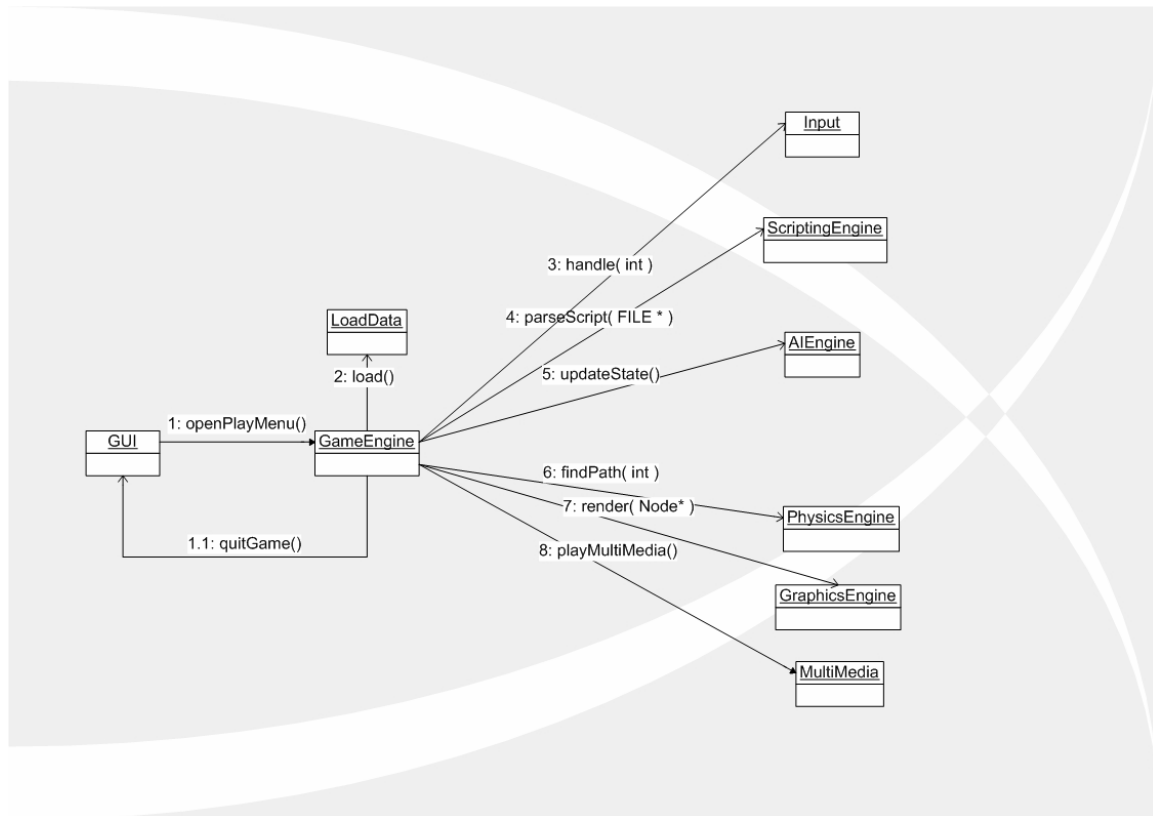 Input
ScriptingEngine
3: handle( int )
4: parseScript( FILE * )
LoadData
AIEngine
5: updateState()
2: load()
1: openPlayMenu()
GUI
GameEngine
6: findPath( int )
7: render( Node* )
PhysicsEngine
1.1: quitGame()
8: playMultiMedia()
GraphicsEngine
MultiMedia